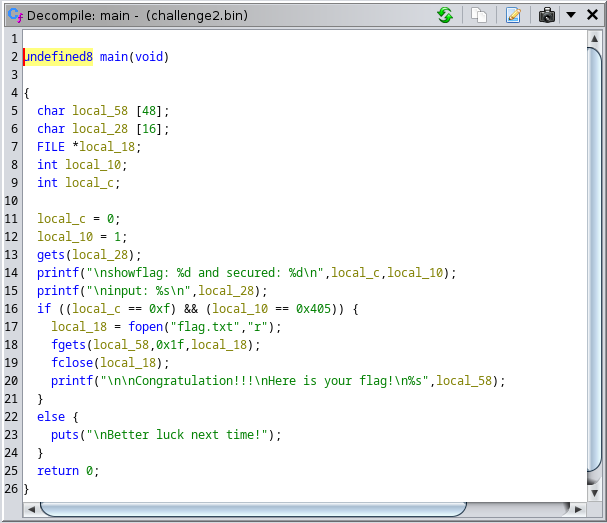 Decompile: main - (challenge2.bin)
1
2 undefined8 main(void)
3
4 {
5 char local_58 [48];
6 char local_28 [16];
7 FILE *local_18;
8 int local_10;
9 int local_c;
10
11 local_c = 0;
12 local_10 = 1;
13 gets(local_28);
14 printf("\nshowflag: %d and secured: %d\n",local_c,local_10);
15 printf("\ninput: %s\n",local_28);
16 if ((local_c == 0xf) && (local_10 == 0x405)) {
17 local_18 = fopen("flag.txt","r");
18 fgets(local_58,0x1f,local_18);
19 fclose(local_18);
20 printf("\n\nCongratulation!!!\nHere is your flag!\n%s",local_58);
21 }
22 else {
23 puts("\nBetter luck next time!");
24 }
25 return 0;
26 }